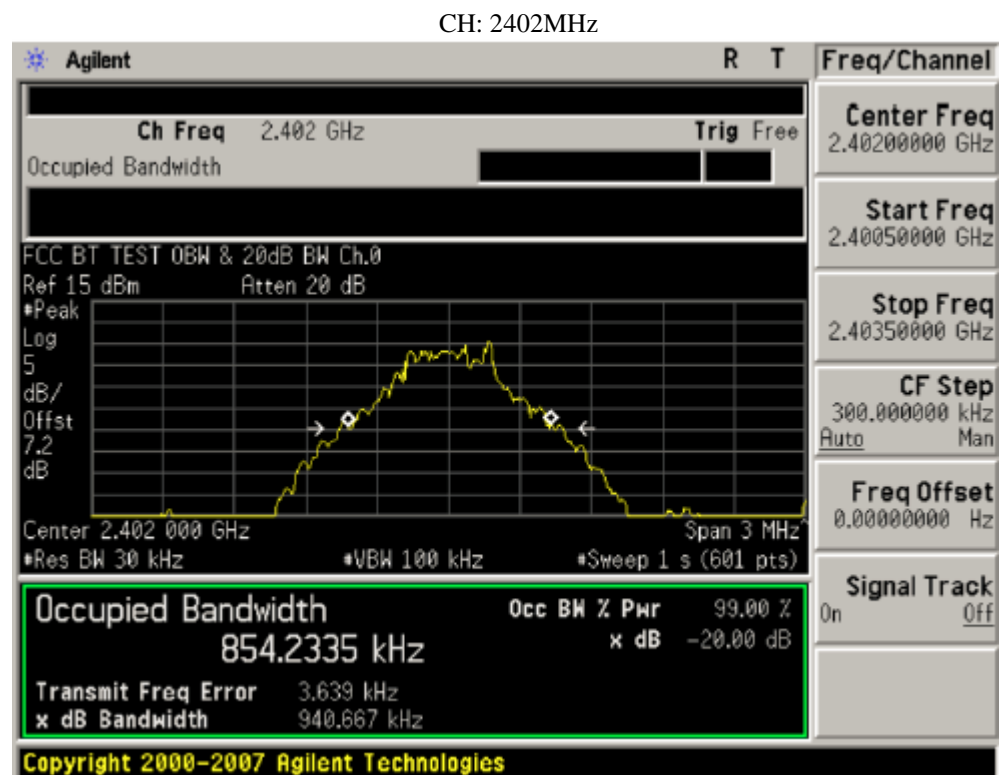 CH: 2402MHz
Agilent R T
Freq/Channel
Ch Freq 2.402 GHz Trig Free
Occupied Bandwidth
Center Freq
2.40200000 GHz
Start Freq
2.40050000 GHz
Stop Freq
2.40350000 GHz
CF Step
300.000000 kHz
Auto Man
Freq Offset
0.00000000 Hz
Signal Track
On Off
FCC BT TEST OBW & 20dB BW Ch.0
Ref 15 dBm Atten 20 dB
#Peak
Log
5
dB/
Offst
7.2
dB
Center 2.402 000 GHz Span 3 MHz^
#Res BW 30 kHz #VBW 100 kHz #Sweep 1 s (601 pts)
Occupied Bandwidth Occ BW % Pwr 99.00 %
854.2335 kHz x dB -20.00 dB
Transmit Freq Error 3.639 kHz
x dB Bandwidth 940.667 kHz
Copyright 2000-2007 Agilent Technologies